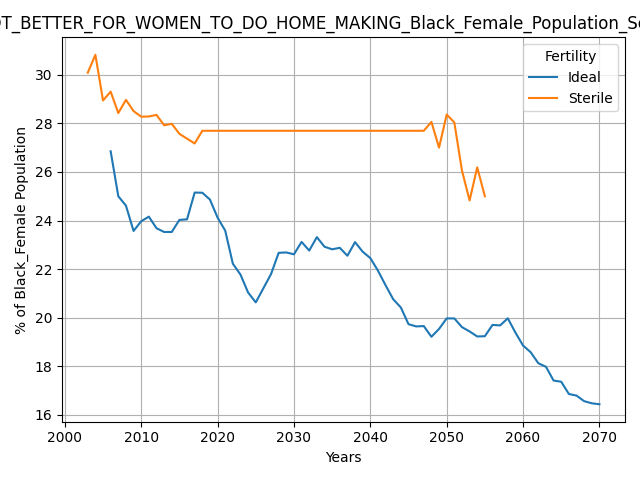 T_BETTER_FOR_WOMEN_TO_DO_HOME_MAKING_Black_Female_Population_S
Fertility
Ideal
Sterile
% of Black_Female Population
30
28
26
24
22
20
18
16
2000 2010 2020 2030 2040 2050 2060 2070
Years